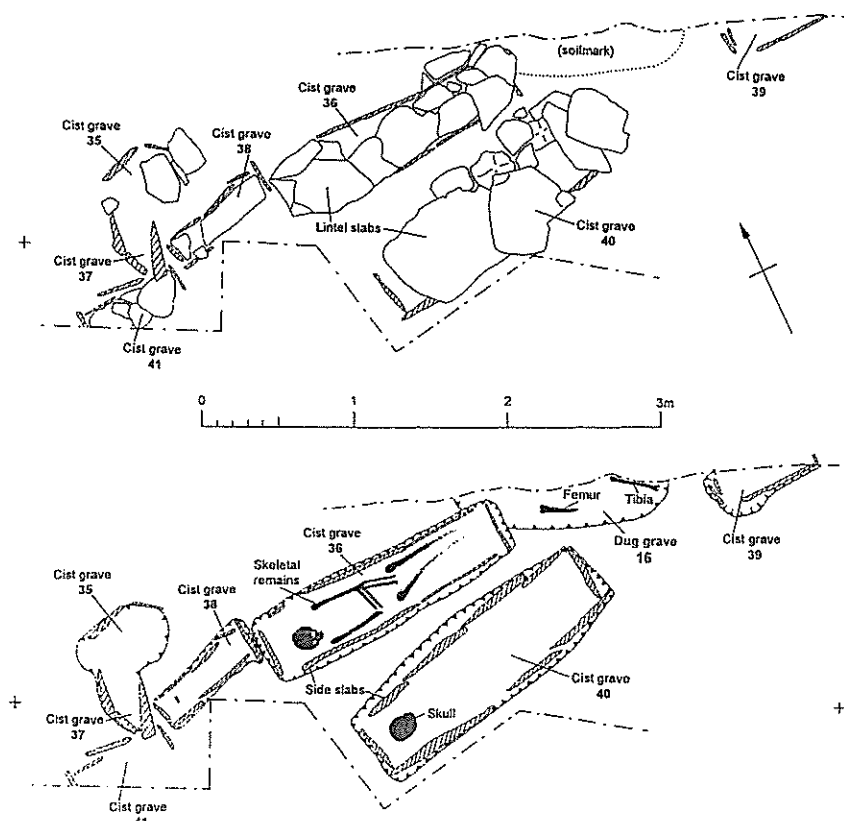 (soilmark)
Cist grave
39
Cist grave
36
Cist grave
35
Cist grave
38
Lintel slabs
Cist grave
40
Cist grave
37
Cist grave
41
0 1 2 3m
Femur
Tibia
Cist grave
36
Dug grave
16
Cist grave
39
Skeletal
remains
Cist grave
35
Cist grave
38
Side slabs
Cist grave
40
Skull
Cist grave
37
Cist grave
41